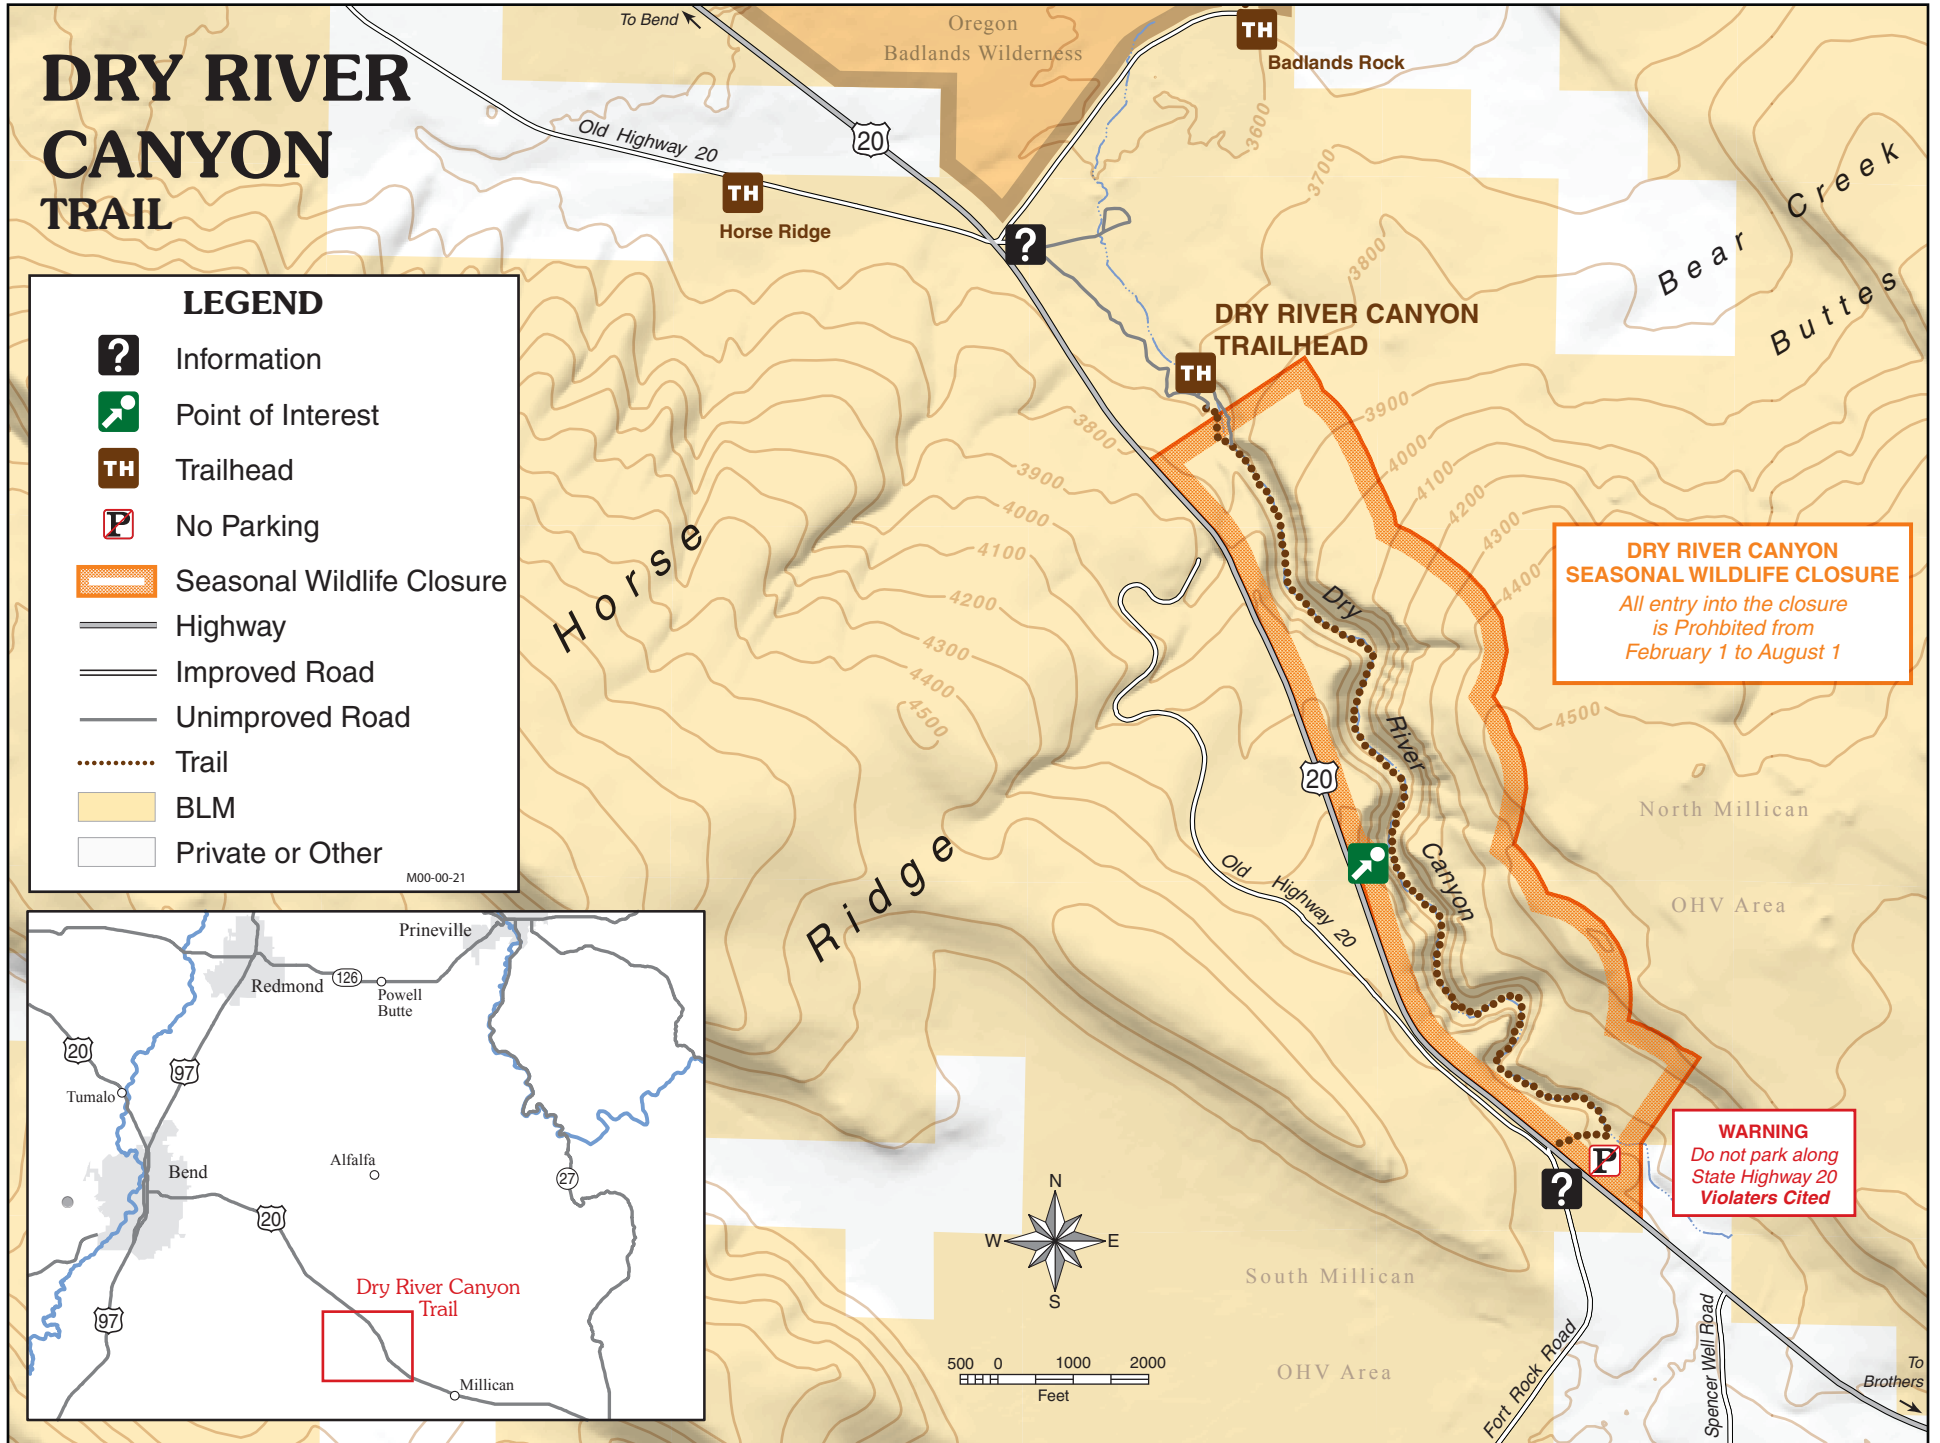 DRY RIVER
CANYON
TRAIL
To Bend
Oregon
Badlands Wilderness
TH
Badlands Rock
20
Old Highway 20
TH
Horse Ridge
?
3600
3700
3800
Bear Creek
Buttes
DRY RIVER CANYON
TRAILHEAD
TH
LEGEND
? Information
Point of Interest
TH Trailhead
P No Parking
Seasonal Wildlife Closure
Highway
Improved Road
Unimproved Road
Trail
BLM
Private or Other
M00-00-21
3800
3900
4000
4100
4200
4300
4400
4500
3900
4000
4100
4200
4300
4400
4500
Horse
Ridge
Dry
River
Canyon
20
Old Highway 20
DRY RIVER CANYON
SEASONAL WILDLIFE CLOSURE
All entry into the closure
is Prohbited from
February 1 to August 1
North Millican
OHV Area
WARNING
Do not park along
State Highway 20
Violaters Cited
P
?
South Millican
OHV Area
Fort Rock Road
Spencer Well Road
To
Brothers
N
W
E
S
500 0 1000 2000
Feet
Prineville
Redmond
126
Powell
Butte
20
97
Tumalo
Bend
Alfalfa
27
20
Dry River Canyon
Trail
97
Millican